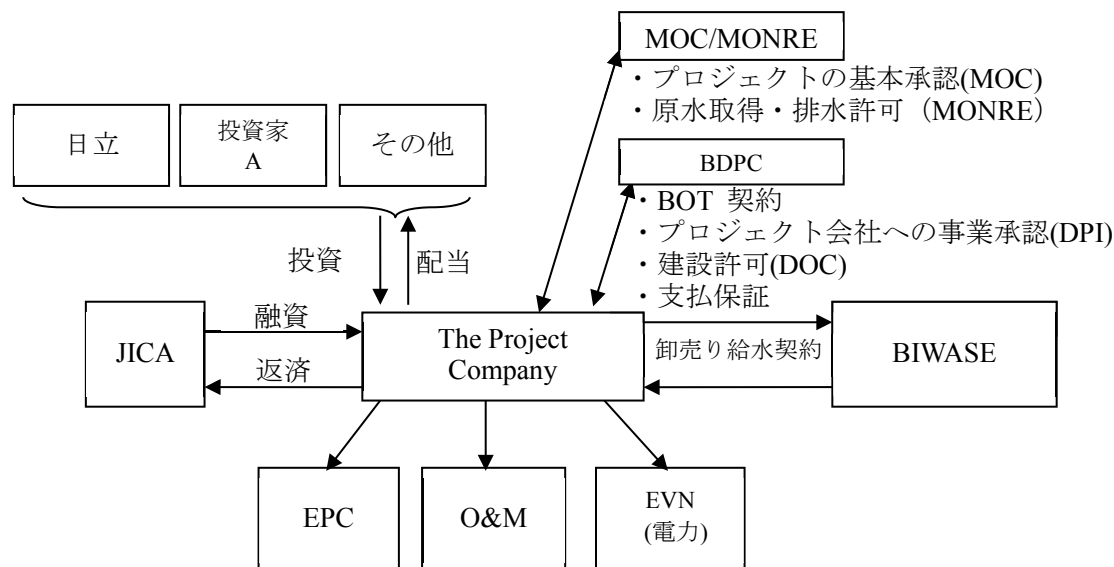 MOC/MONRE
・プロジェクトの基本承認(MOC)
・原水取得・排水許可（MONRE）
日立
投資家
A
その他
BDPC
・BOT 契約
・プロジェクト会社への事業承認(DPI)
・建設許可(DOC)
・支払保証
投資
配当
JICA
融資
返済
The Project
Company
卸売り給水契約
BIWASE
EPC
O&M
EVN
(電力)